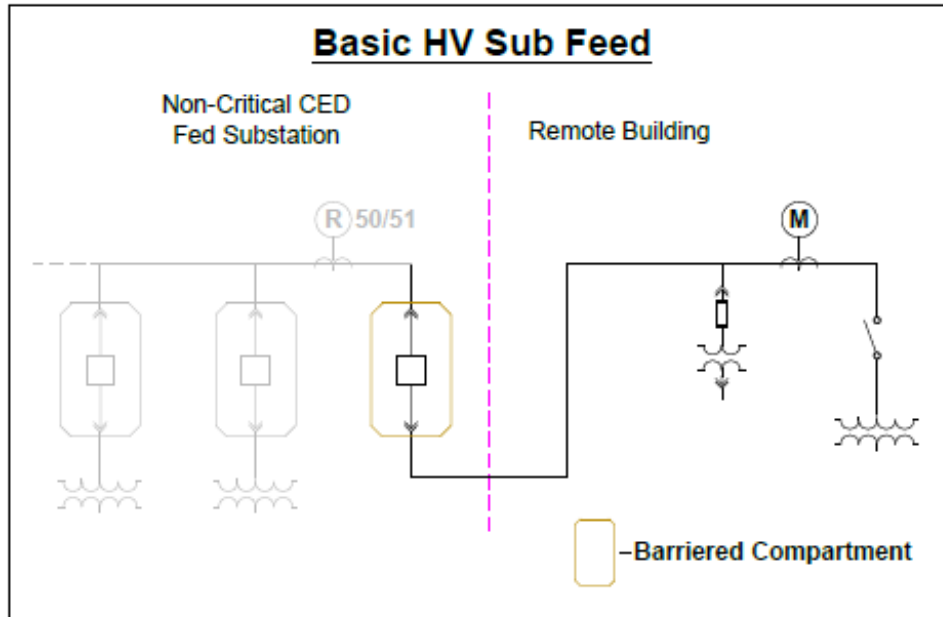 Basic HV Sub Feed
Non-Critical CED
Fed Substation
Remote Building
R 50/51
M
–Barriered Compartment